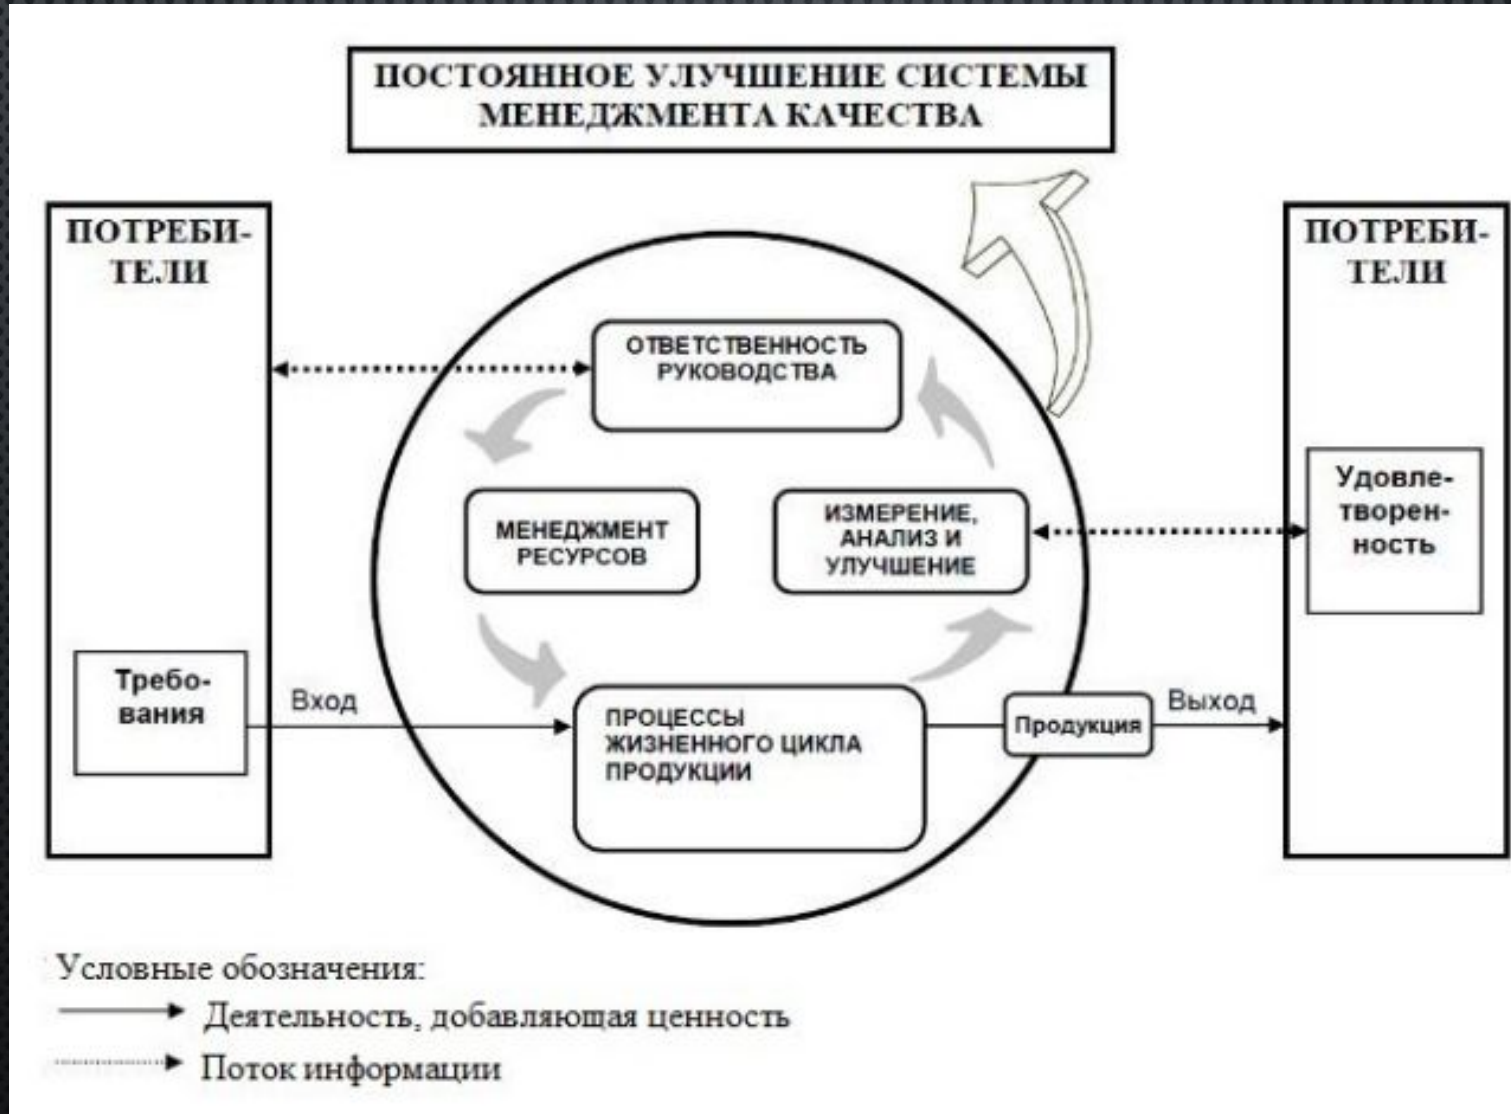 ПОСТОЯННОЕ УЛУЧШЕНИЕ СИСТЕМЫ
МЕНЕДЖМЕНТА КАЧЕСТВА
ПОТРЕБИ-
ТЕЛИ
ПОТРЕБИ-
ТЕЛИ
ОТВЕТСТВЕННОСТЬ
РУКОВОДСТВА
МЕНЕДЖМЕНТ
РЕСУРСОВ
ИЗМЕРЕНИЕ,
АНАЛИЗ И
УЛУЧШЕНИЕ
Удовле-
творен-
ность
Требо-
вания
Вход
ПРОЦЕССЫ
ЖИЗНЕННОГО ЦИКЛА
ПРОДУКЦИИ
Продукция
Выход
Условные обозначения:
Деятельность, добавляющая ценность
Поток информации